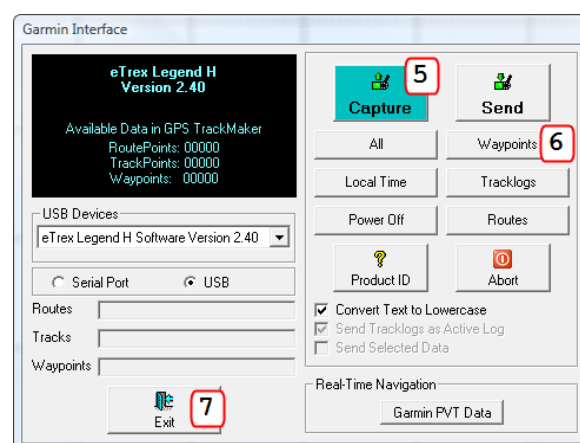 Garmin Interface
eTrex Legend H
Version 2.40
Available Data in GPS TrackMaker
RoutePoints: 00000
TrackPoints: 00000
Waypoints: 00000
USB Devices
eTrex Legend H Software Version 2.40
Serial Port USB
Routes
Tracks
Waypoints
Exit 7
Capture 5
Send
All
Waypoints 6
Local Time
Tracklogs
Power Off
Routes
Product ID
Abort
Convert Text to Lowercase
Send Tracklogs as Active Log
Send Selected Data
Real-Time Navigation
Garmin PVT Data